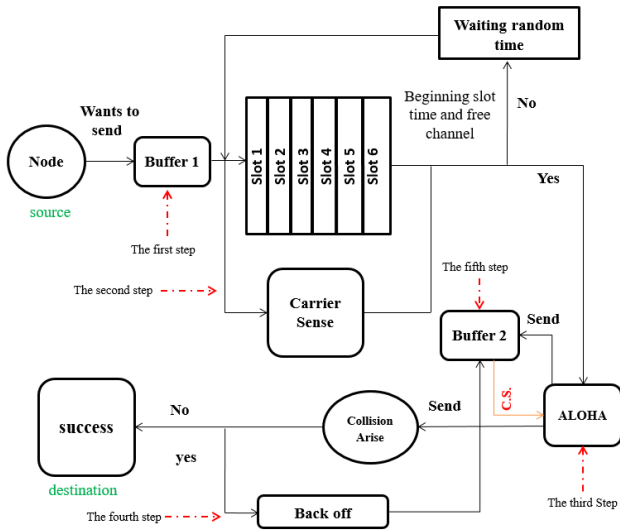 Waiting random
time
Wants to
send
Beginning slot
time and free
channel
No
Node
Buffer 1
Slot 1
Slot 2
Slot 3
Slot 4
Slot 5
Slot 6
Yes
source
The first step
The second step
Carrier
Sense
The fifth step
Buffer 2
Send
C.S.
success
No
yes
Collision
Arise
Send
ALOHA
destination
The fourth step
Back off
The third Step